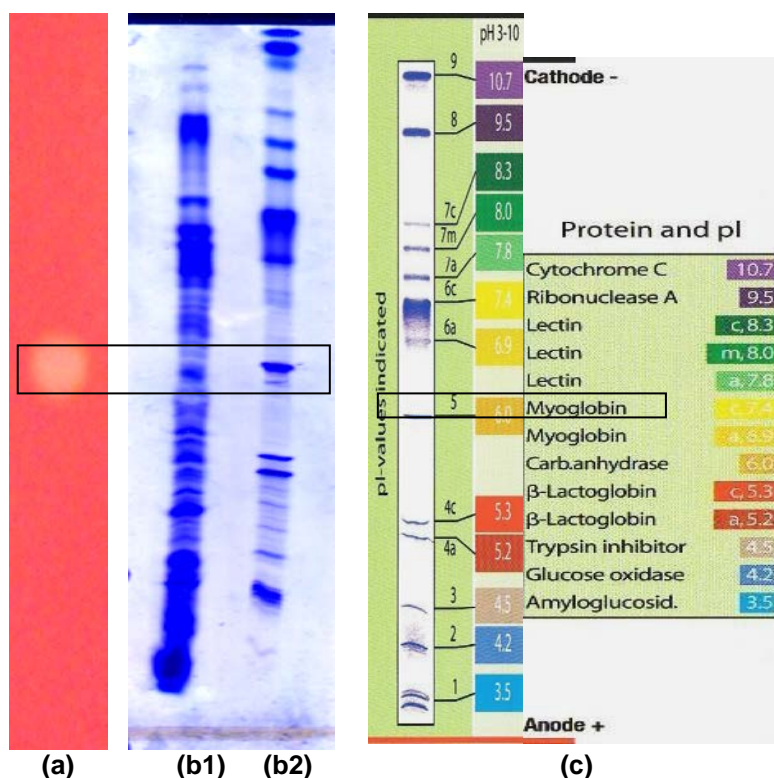 pH 3-10
Cathode -
9
10.7
8
9.5
8.3
7c
8.0
7m
7.8
7a
6c
7.4
6a
6.9
5
6.0
4c
5.3
5.2
4a
3
4.5
2
4.2
1
3.5
pI-values indicated
Protein and pI
Cytochrome C 10.7
Ribonuclease A 9.5
Lectin c, 8.3
Lectin m, 8.0
Lectin a, 7.8
Myoglobin c, 7.4
Myoglobin a, 6.9
Carb.anhydrase 6.0
β-Lactoglobin c, 5.3
β-Lactoglobin a, 5.2
Trypsin inhibitor 4.5
Glucose oxidase 4.2
Amyloglucosid. 3.5
Anode +
(a) (b1) (b2) (c)